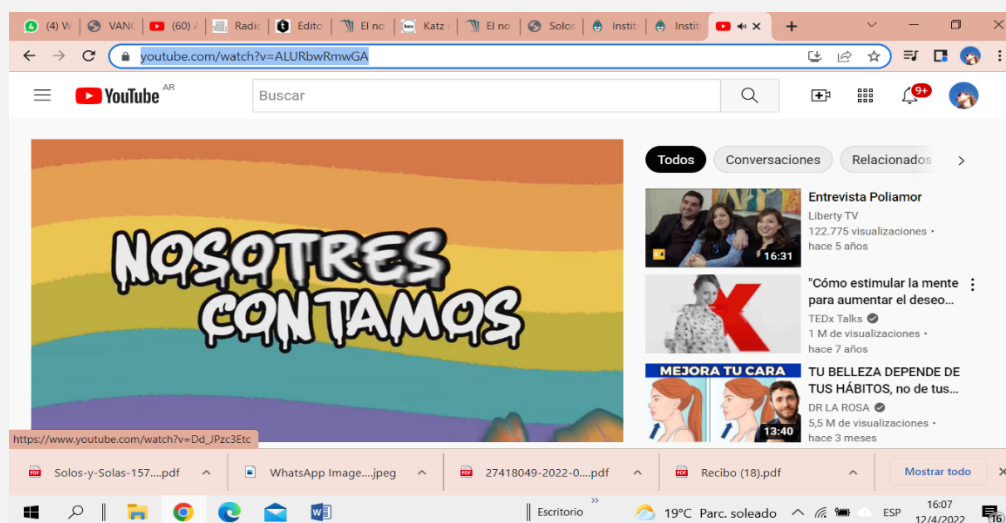 (4) W
VANC
(60) A
Radic
Edito
El no
Katz
El no
Solos
Instit
Instit
youtube.com/watch?v=ALURbwRmwGA
YouTube AR
Buscar
9+
NOSOTRES
CONTAMOS
Todos
Conversaciones
Relacionados
Entrevista Poliamor
Liberty TV
122.775 visualizaciones •
hace 5 años
16:31
"Cómo estimular la mente
para aumentar el deseo...
TEDx Talks
1 M de visualizaciones •
hace 7 años
MEJORA TU CARA
13:40
TU BELLEZA DEPENDE DE
TUS HÁBITOS, no de tus...
DR LA ROSA
5,5 M de visualizaciones •
hace 3 meses
https://www.youtube.com/watch?v=Dd_JPzc3Etc
Solos-y-Solas-157....pdf
WhatsApp Image....jpeg
27418049-2022-0....pdf
Recibo (18).pdf
Mostrar todo
Escritorio
19°C Parc. soleado
ESP
16:07
12/4/2022
16